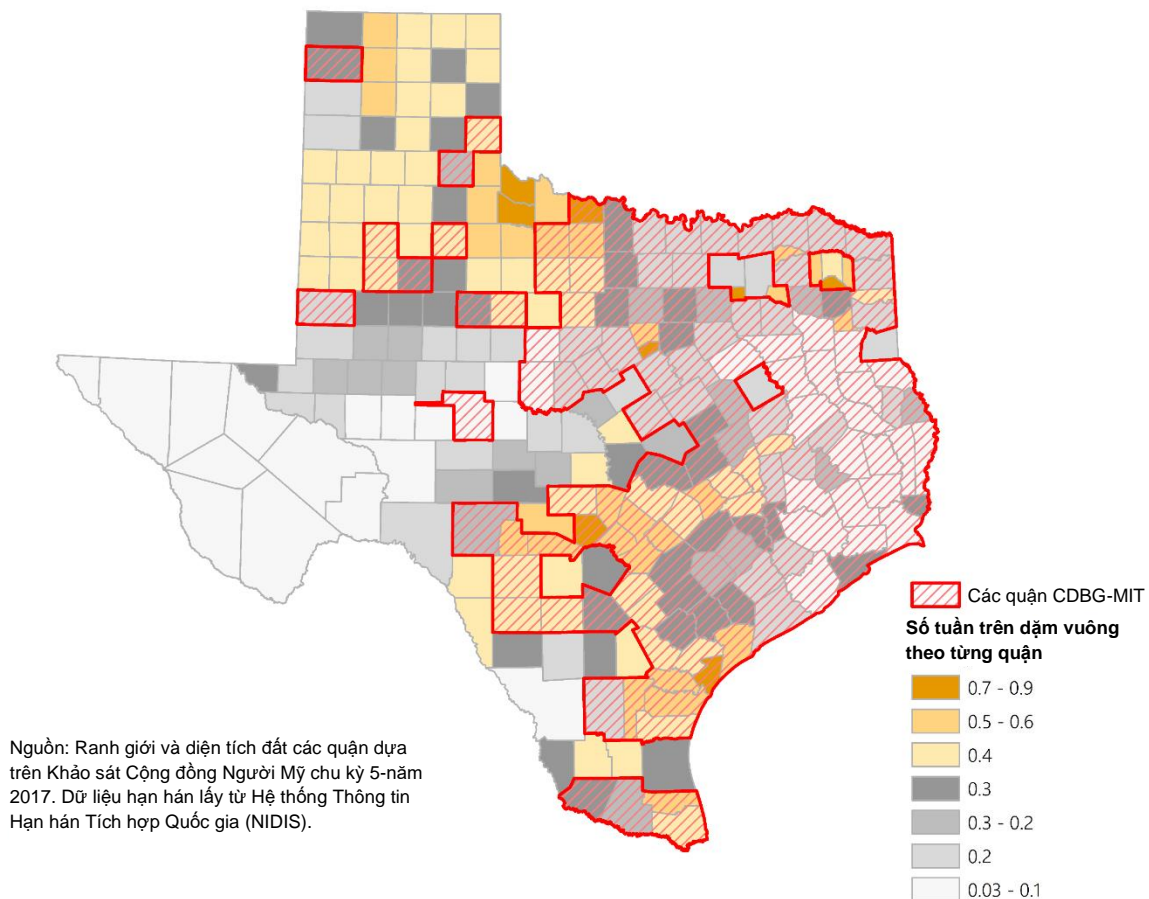 Các quận CDBG-MIT
Số tuần trên dặm vuông
theo từng quận
0.7 - 0.9
0.5 - 0.6
0.4
0.3
0.3 - 0.2
0.2
0.03 - 0.1
Nguồn: Ranh giới và diện tích đất các quận dựa
trên Khảo sát Cộng đồng Người Mỹ chu kỳ 5-năm
2017. Dữ liệu hạn hán lấy từ Hệ thống Thông tin
Hạn hán Tích hợp Quốc gia (NIDIS).